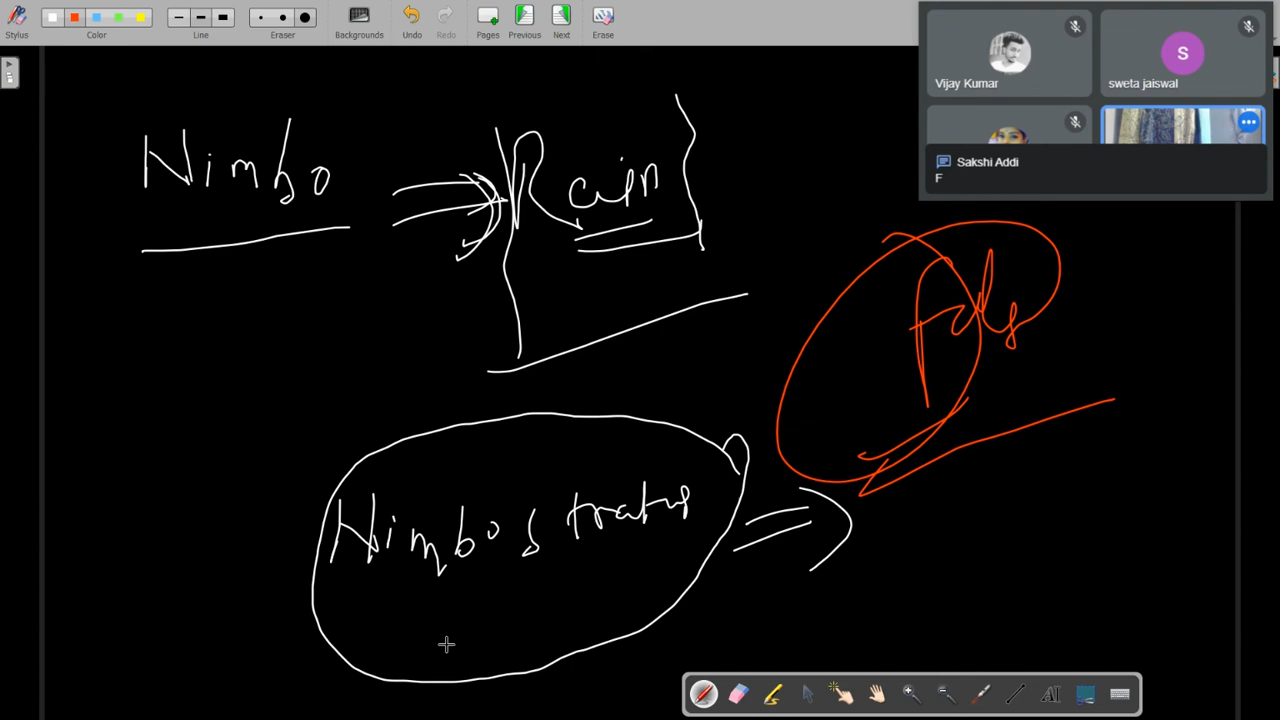 Stylus Color Line Eraser Backgrounds Undo Redo Pages Previous Next Erase
Vijay Kumar
S
sweta jaiswal
Sakshi Addi
F
Nimbo Rain
Nimbostratus
AI